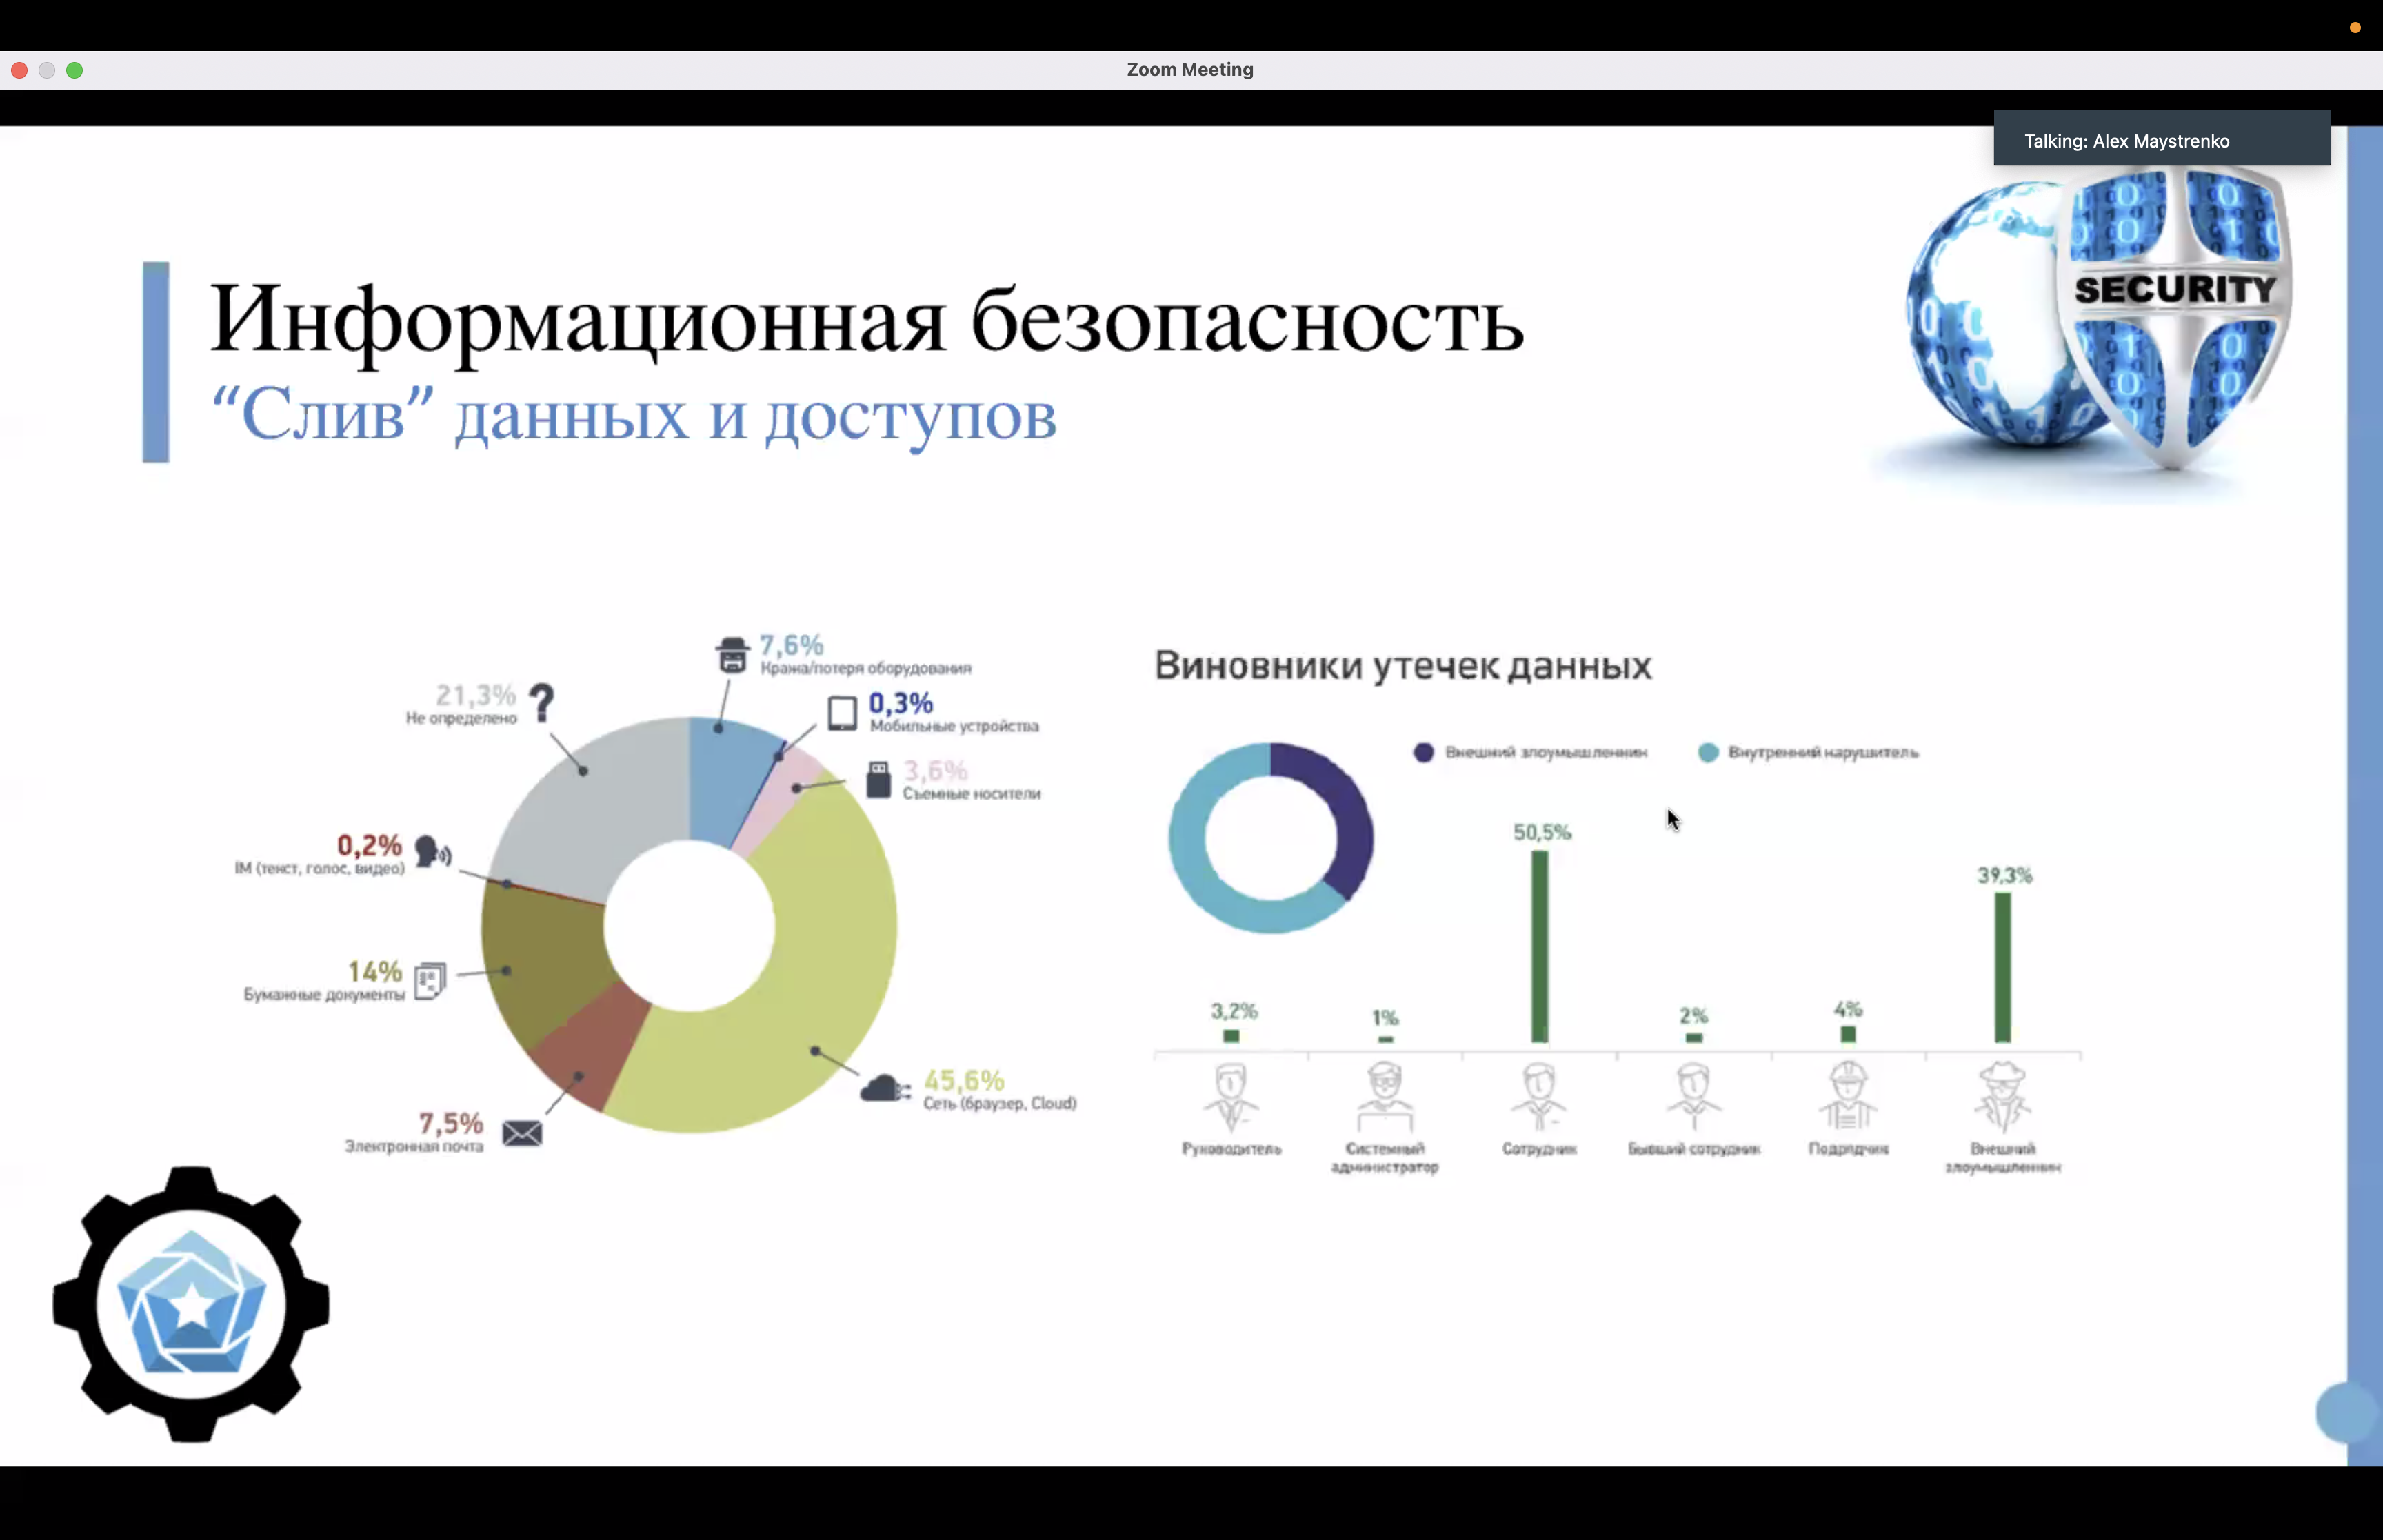 Zoom Meeting
Talking: Alex Maystrenko
SECURITY
Информационная безопасность
“Слив” данных и доступов
7,6%
Кража/потеря оборудования
0,3%
Мобильные устройства
3,6%
Съемные носители
21,3%
Не определено
?
0,2%
IM (текст, голос, видео)
14%
Бумажные документы
7,5%
Электронная почта
45,6%
Сеть (браузер, Cloud)
Виновники утечек данных
Внешний злоумышленник
Внутренний нарушитель
3,2%
1%
50,5%
2%
4%
39,3%
Руководитель
Системный
администратор
Сотрудник
Бывший сотрудник
Подрядчик
Внешний
злоумышленник